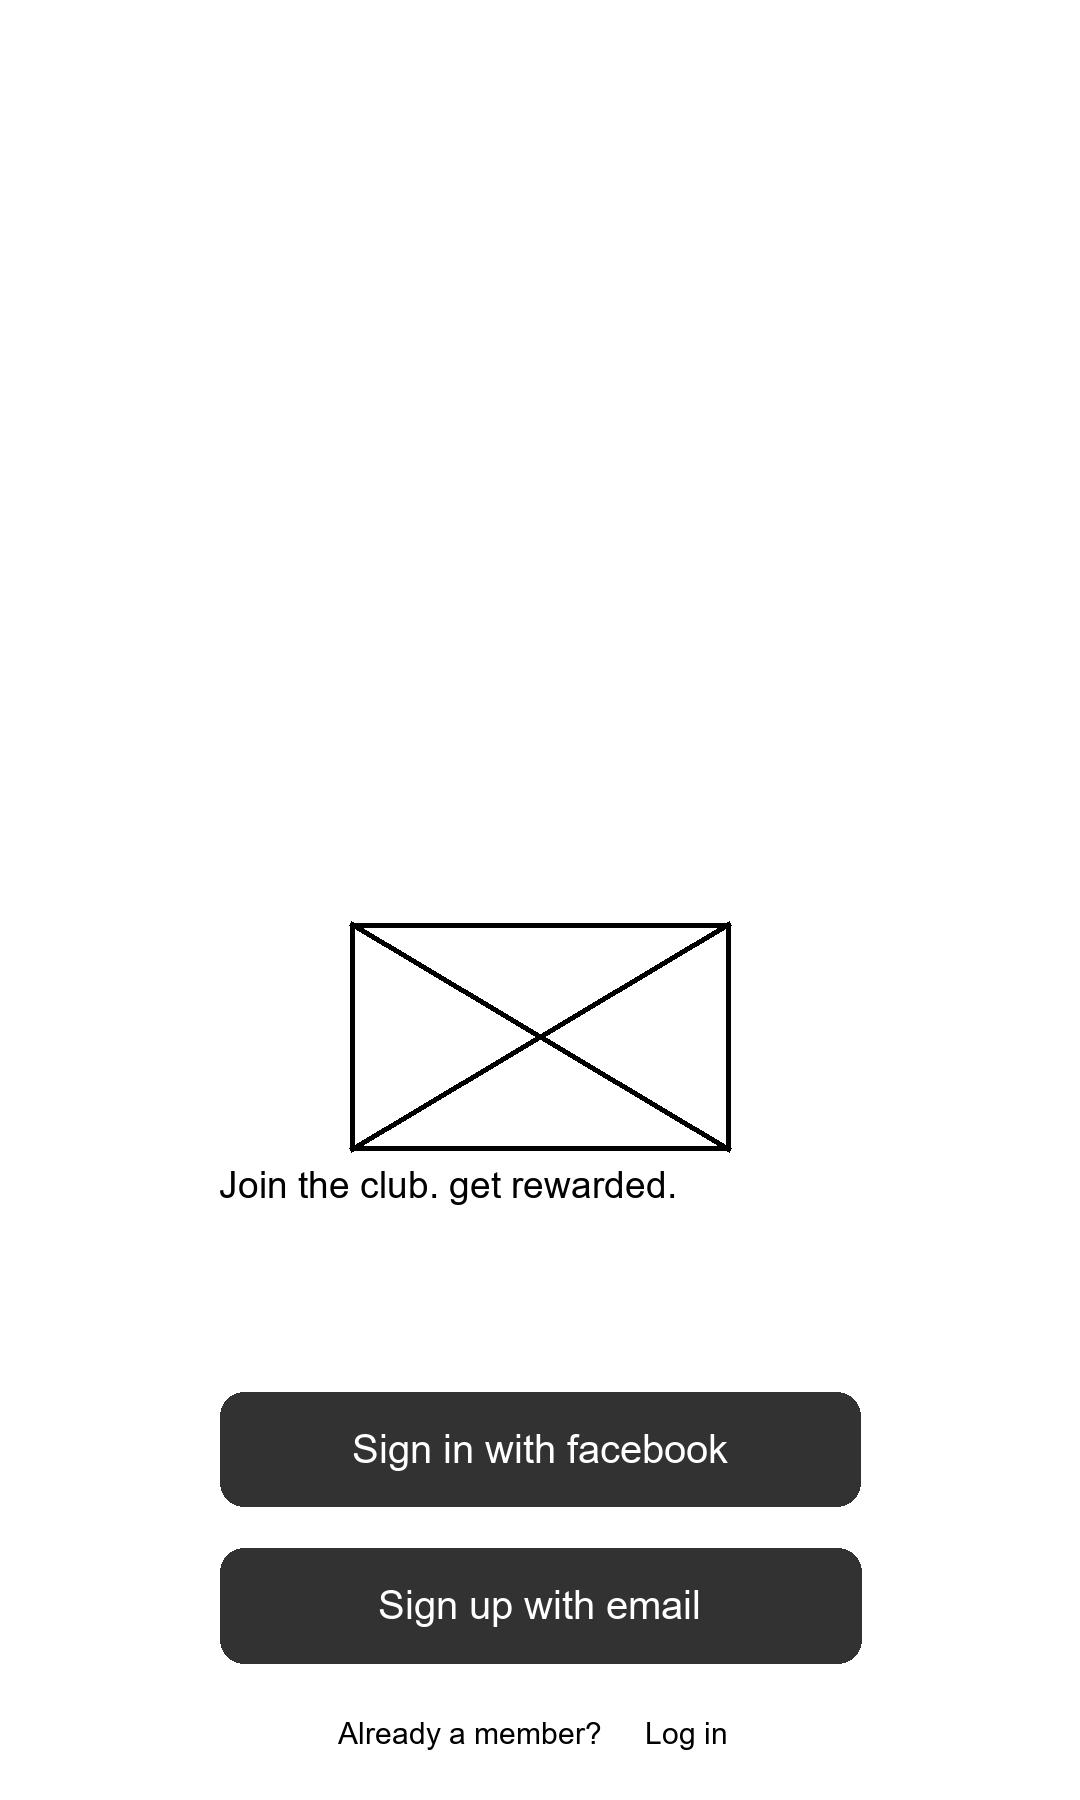 Join the club. get rewarded.
Sign in with facebook
Sign up with email
Already a member? Log in